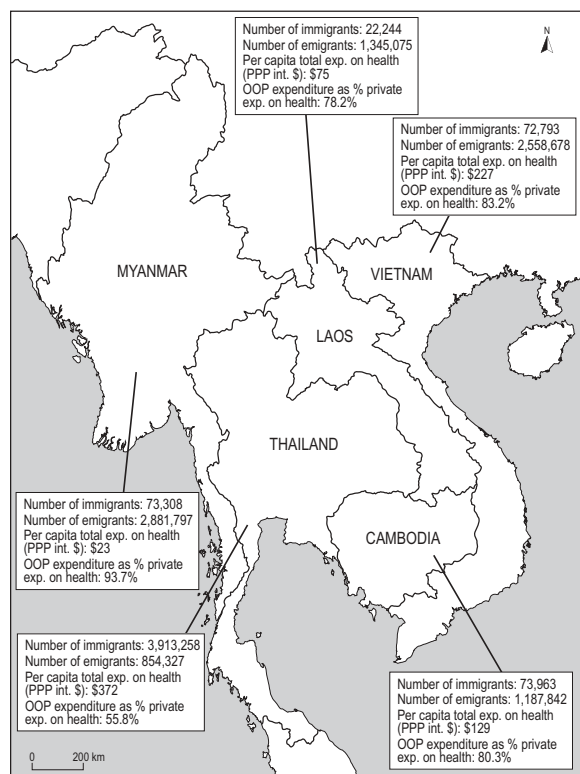 Number of immigrants: 22,244
Number of emigrants: 1,345,075
Per capita total exp. on health
(PPP int. $): $75
OOP expenditure as % private
exp. on health: 78.2%
N
Number of immigrants: 72,793
Number of emigrants: 2,558,678
Per capita total exp. on health
(PPP int. $): $227
OOP expenditure as % private
exp. on health: 83.2%
MYANMAR
VIETNAM
LAOS
THAILAND
CAMBODIA
Number of immigrants: 73,308
Number of emigrants: 2,881,797
Per capita total exp. on health
(PPP int. $): $23
OOP expenditure as % private
exp. on health: 93.7%
Number of immigrants: 3,913,258
Number of emigrants: 854,327
Per capita total exp. on health
(PPP int. $): $372
OOP expenditure as % private
exp. on health: 55.8%
Number of immigrants: 73,963
Number of emigrants: 1,187,842
Per capita total exp. on health
(PPP int. $): $129
OOP expenditure as % private
exp. on health: 80.3%
0 200 km